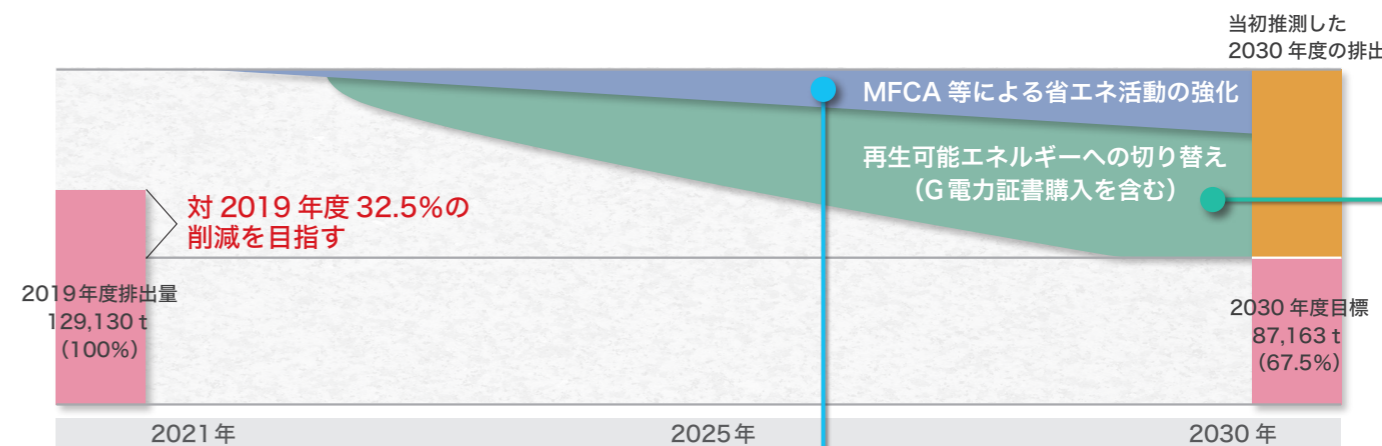 当初推測した
2030 年度の排出
MFCA 等による省エネ活動の強化
再生可能エネルギーへの切り替え
（G電力証書購入を含む）
対 2019 年度 32.5%の
削減を目指す
2019年度排出量
129,130 t
（100%）
2030 年度目標
87,163 t
（67.5%）
2021年
2025年
2030 年